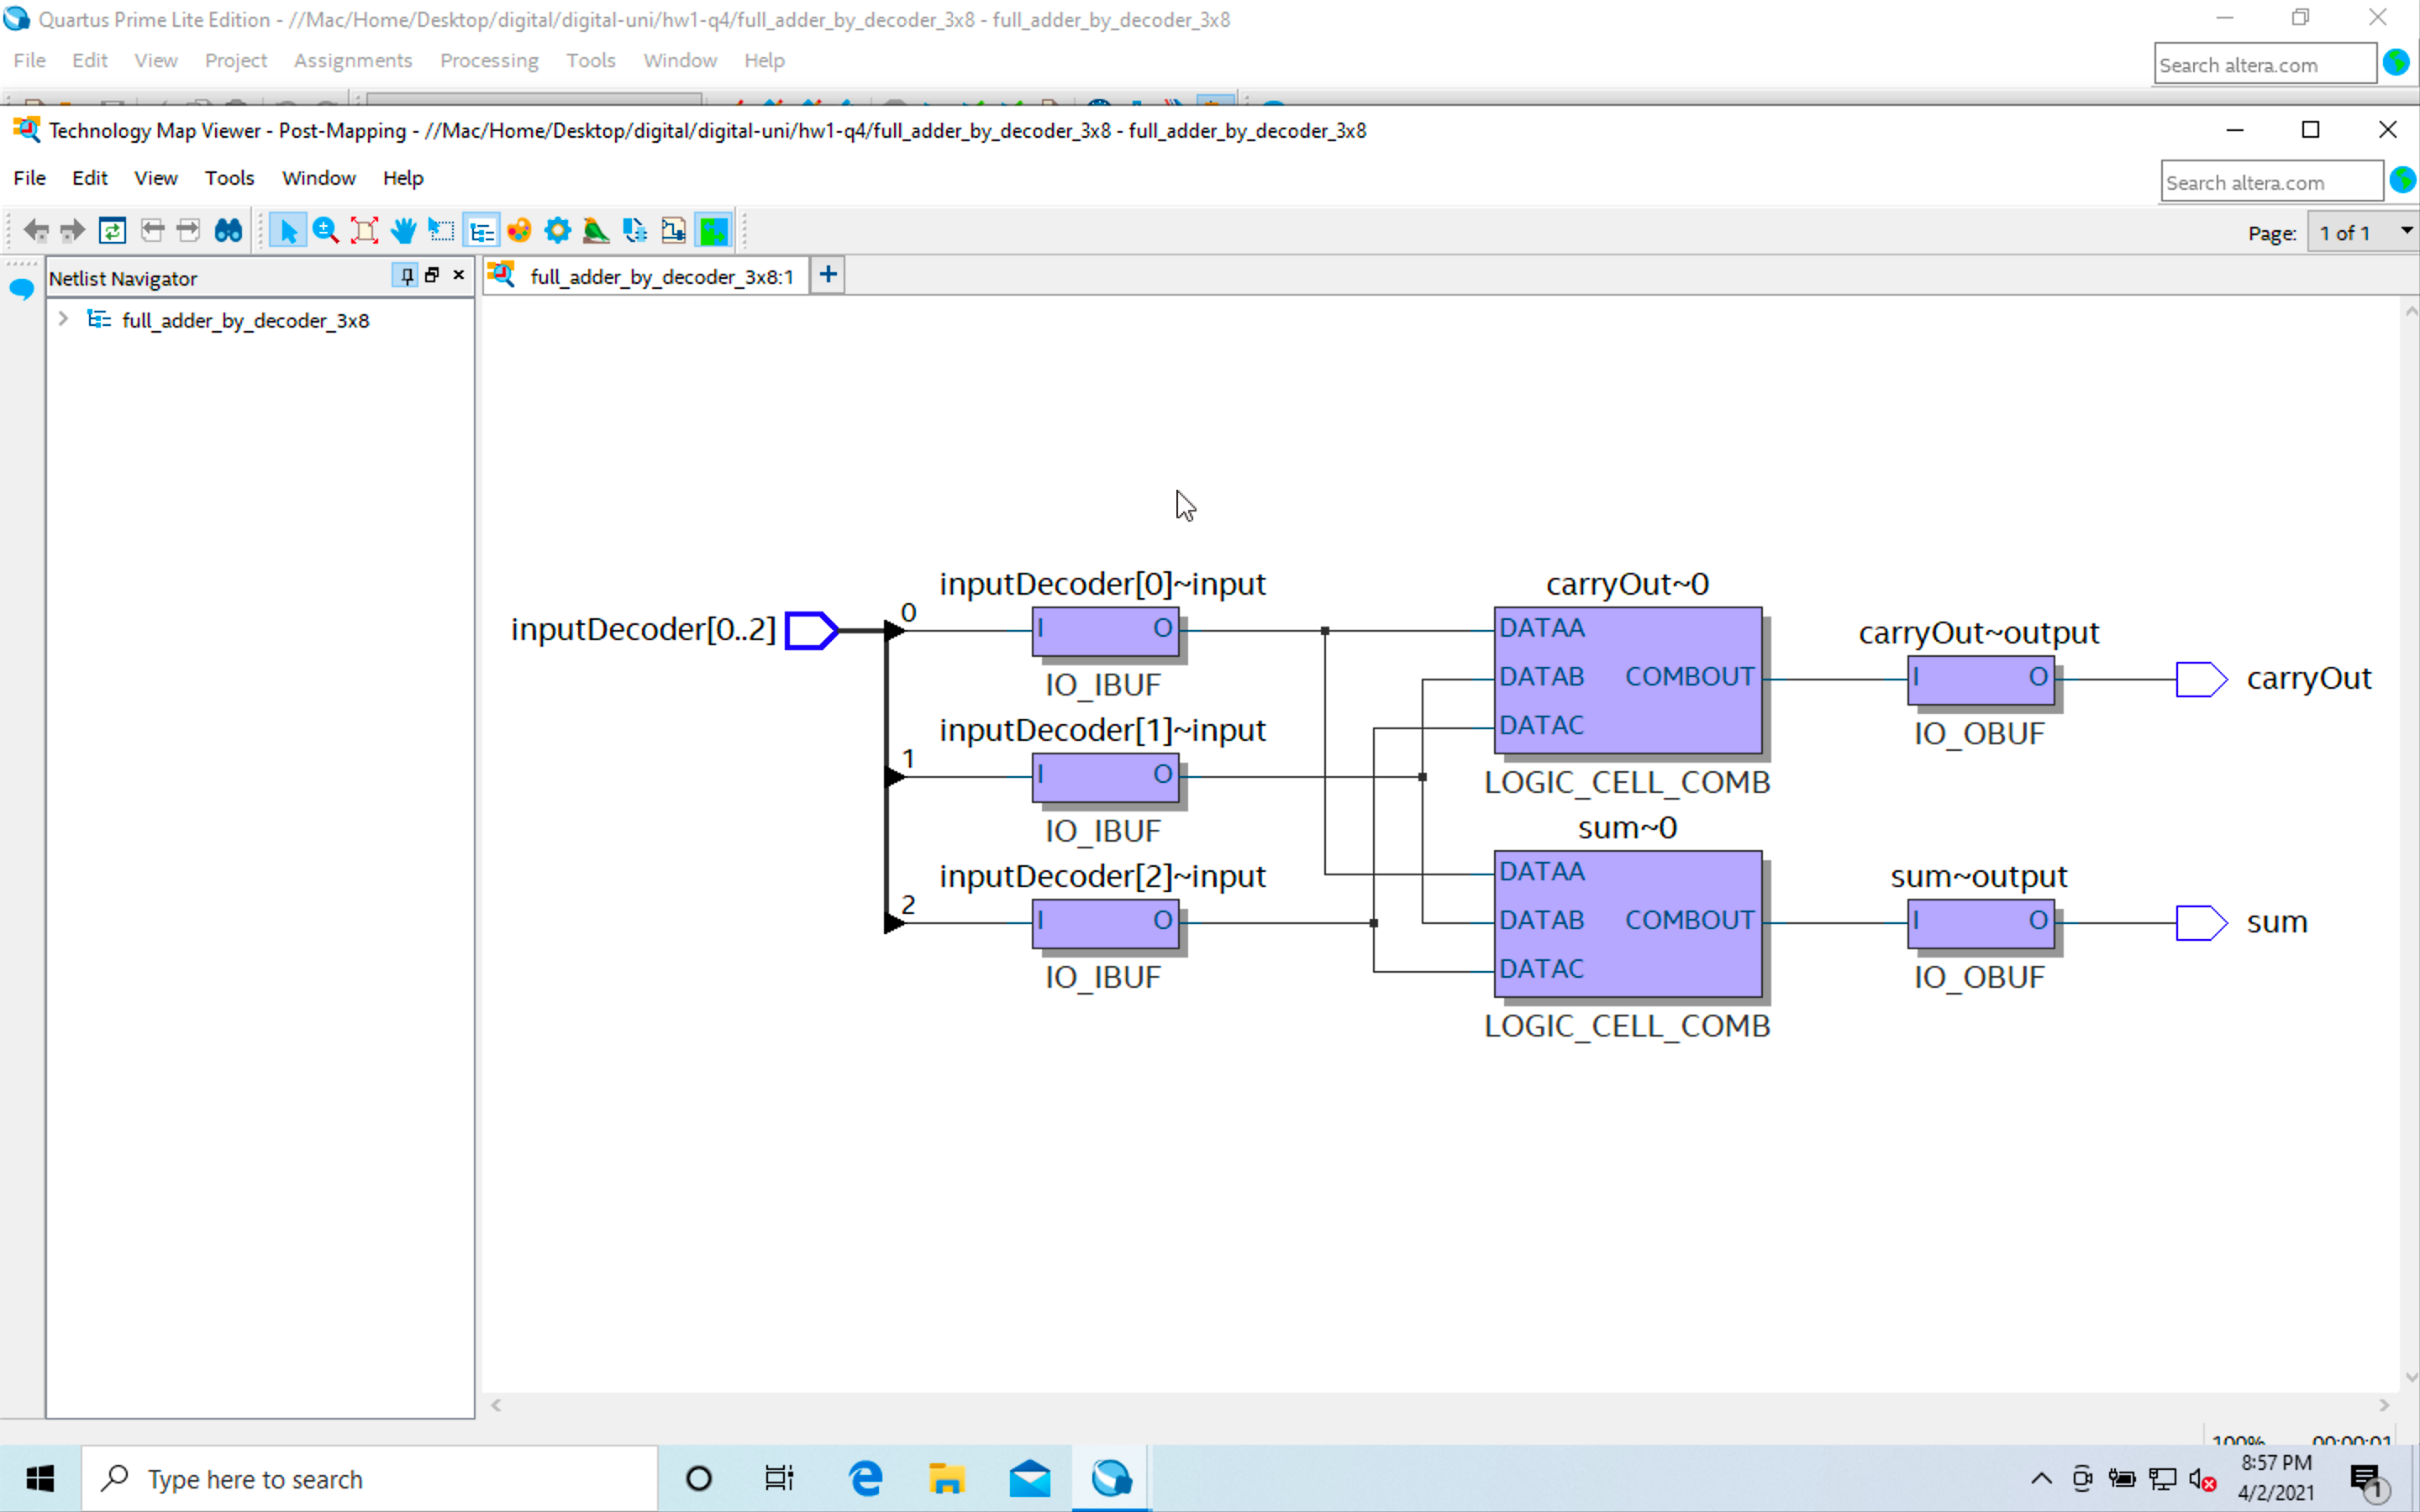 Quartus Prime Lite Edition - //Mac/Home/Desktop/digital/digital-uni/hw1-q4/full_adder_by_decoder_3x8 - full_adder_by_decoder_3x8
File Edit View Project Assignments Processing Tools Window Help
Search altera.com
Technology Map Viewer - Post-Mapping - //Mac/Home/Desktop/digital/digital-uni/hw1-q4/full_adder_by_decoder_3x8 - full_adder_by_decoder_3x8
File Edit View Tools Window Help
Search altera.com
Page: 1 of 1
Netlist Navigator
full_adder_by_decoder_3x8:1
full_adder_by_decoder_3x8
inputDecoder[0..2]
0
inputDecoder[0]~input
I O
IO_IBUF
1
inputDecoder[1]~input
I O
IO_IBUF
2
inputDecoder[2]~input
I O
IO_IBUF
carryOut~0
DATAA
DATAB COMBOUT
DATAC
LOGIC_CELL_COMB
sum~0
DATAA
DATAB COMBOUT
DATAC
LOGIC_CELL_COMB
carryOut~output
I O
IO_OBUF
carryOut
sum~output
I O
IO_OBUF
sum
100% 00:00:01
Type here to search
8:57 PM
4/2/2021
1